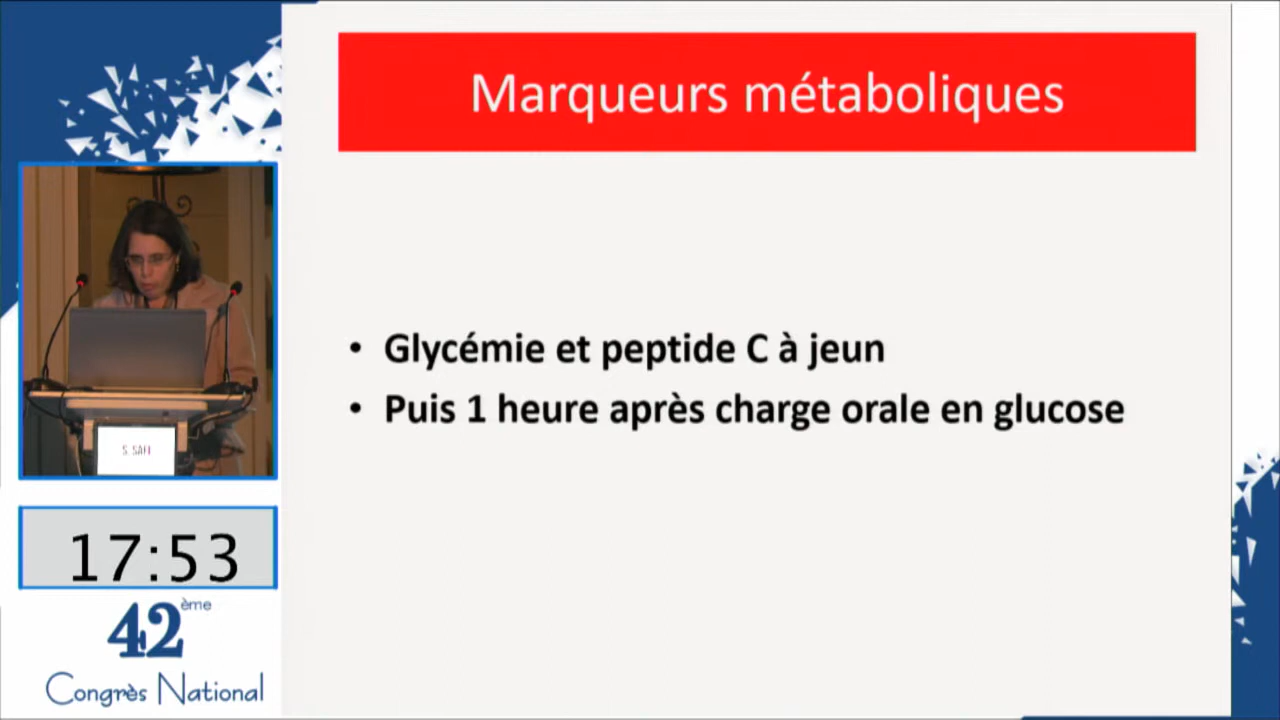 Marqueurs métaboliques
• Glycémie et peptide C à jeun
• Puis 1 heure après charge orale en glucose
17:53
42ème
Congrès National